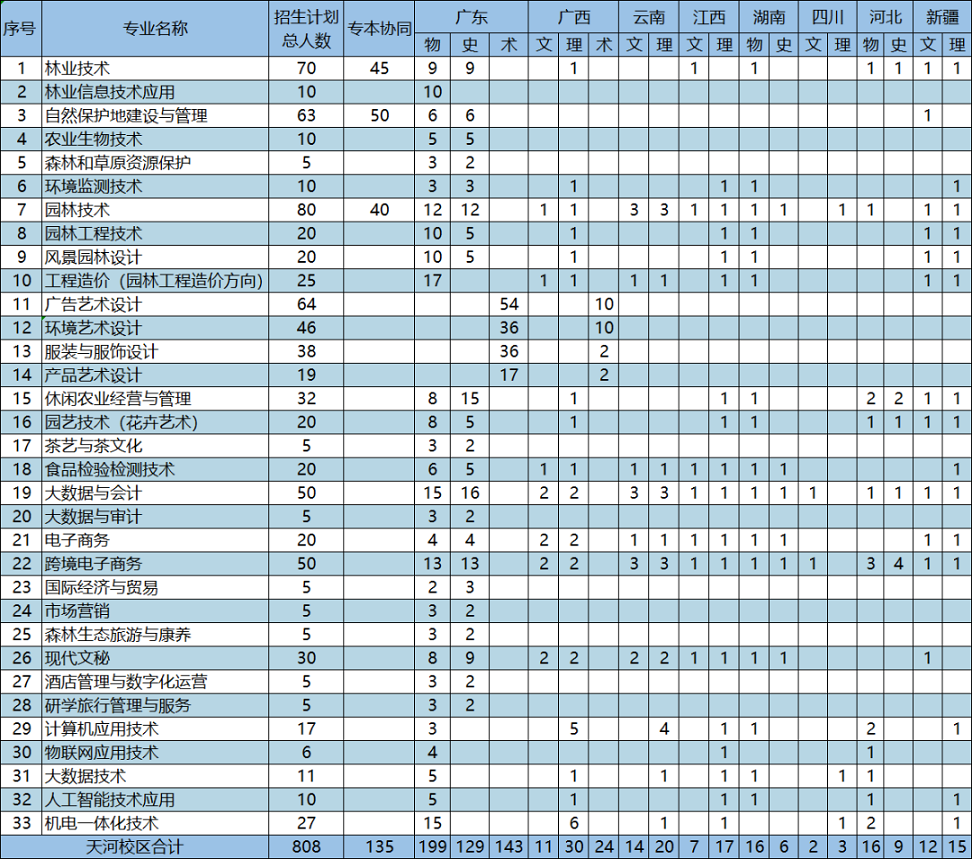 序号 专业名称 招生计划总人数 专本协同 广东 广西 云南 江西 湖南 四川 河北 新疆
物 史 术 文 理 术 文 理 文 理 物 史 文 理 物 史 文 理
1 林业技术 70 45 9 9 1 1 1 1 1 1 1
2 林业信息技术应用 10 10
3 自然保护地建设与管理 63 50 6 6 1
4 农业生物技术 10 5 5
5 森林和草原资源保护 5 3 2
6 环境监测技术 10 3 3 1 1 1 1
7 园林技术 80 40 12 12 1 1 3 3 1 1 1 1 1 1 1 1
8 园林工程技术 20 10 5 1 1 1 1 1
9 风景园林设计 20 10 5 1 1 1 1 1
10 工程造价（园林工程造价方向） 25 17 1 1 1 1 1 1 1 1
11 广告艺术设计 64 54 10
12 环境艺术设计 46 36 10
13 服装与服饰设计 38 36 2
14 产品艺术设计 19 17 2
15 休闲农业经营与管理 32 8 15 1 1 1 2 2 1 1
16 园艺技术（花卉艺术） 20 8 5 1 1 1 1 1 1 1
17 茶艺与茶文化 5 3 2
18 食品检验检测技术 20 6 5 1 1 1 1 1 1 1 1 1
19 大数据与会计 50 15 16 2 2 3 3 1 1 1 1 1 1 1 1 1
20 大数据与审计 5 3 2
21 电子商务 20 4 4 2 2 1 1 1 1 1 1 1 1
22 跨境电子商务 50 13 13 2 2 3 3 1 1 1 1 1 3 4 1 1
23 国际经济与贸易 5 2 3
24 市场营销 5 3 2
25 森林生态旅游与康养 5 3 2
26 现代文秘 30 8 9 2 2 2 2 1 1 1 1 1
27 酒店管理与数字化运营 5 3 2
28 研学旅行管理与服务 5 3 2
29 计算机应用技术 17 3 5 4 1 1 2 1
30 物联网应用技术 6 4 1 1
31 大数据技术 11 5 1 1 1 1 1 1
32 人工智能技术应用 10 5 1 1 1 1 1
33 机电一体化技术 27 15 6 1 1 1 2 1
天河校区合计 808 135 199 129 143 11 30 24 14 20 7 17 16 6 2 3 16 9 12 15